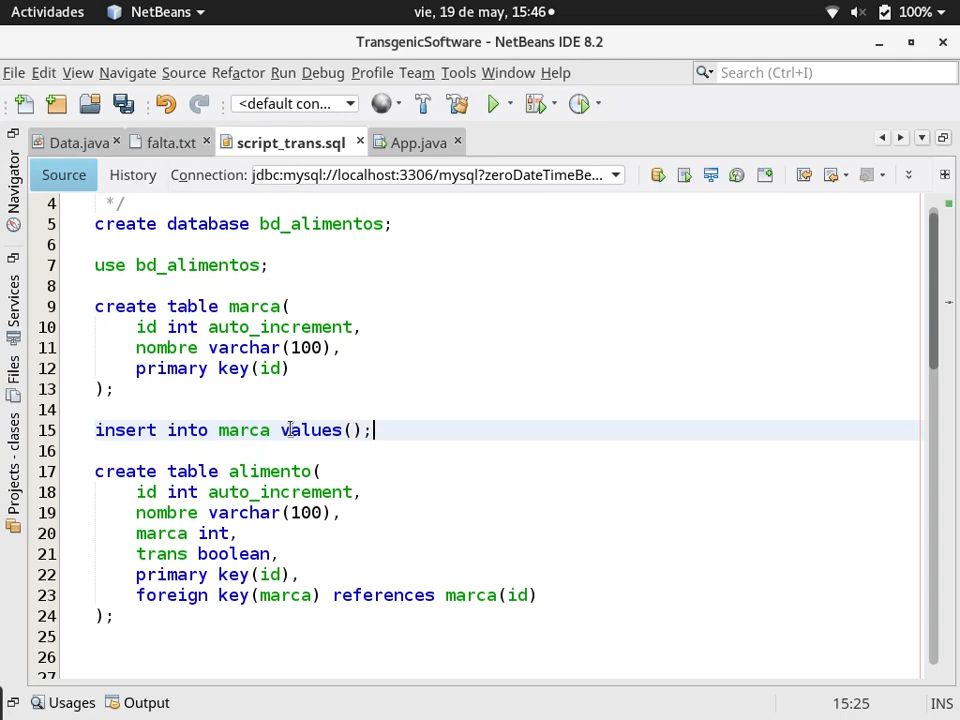 Actividades NetBeans vie, 19 de may, 15:46 100%
TransgenicSoftware - NetBeans IDE 8.2
File Edit View Navigate Source Refactor Run Debug Profile Team Tools Window Help Search (Ctrl+I)
<default con...
Data.java falta.txt script_trans.sql App.java
Source History Connection: jdbc:mysql://localhost:3306/mysql?zeroDateTimeBe...
4 */
5 create database bd_alimentos;
6
7 use bd_alimentos;
8
9 create table marca(
10 id int auto_increment,
11 nombre varchar(100),
12 primary key(id)
13 );
14
15 insert into marca values();
16
17 create table alimento(
18 id int auto_increment,
19 nombre varchar(100),
20 marca int,
21 trans boolean,
22 primary key(id),
23 foreign key(marca) references marca(id)
24 );
25
26
27
Navigator
Services
Files
Projects - clases
Usages Output 15:25 INS